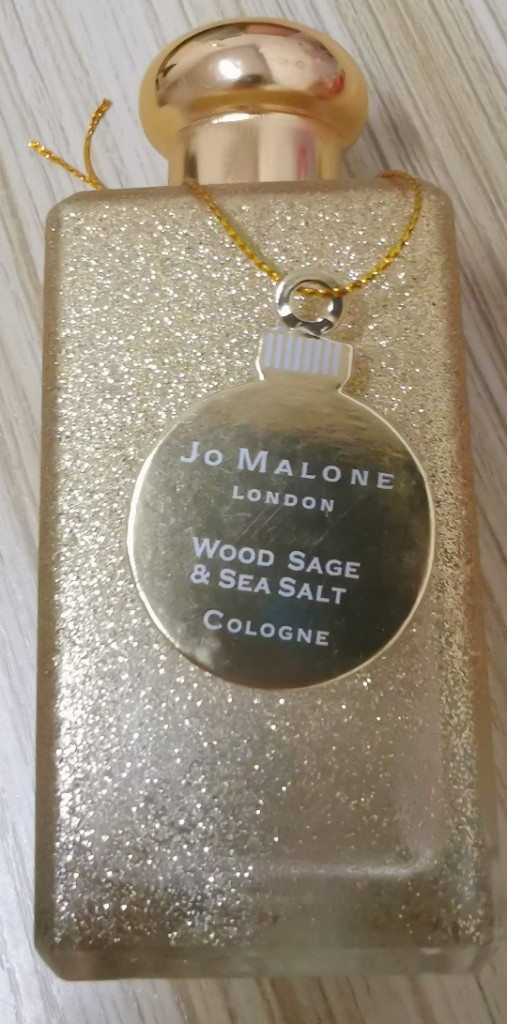 Jo Malone
London
Wood Sage
& Sea Salt
Cologne